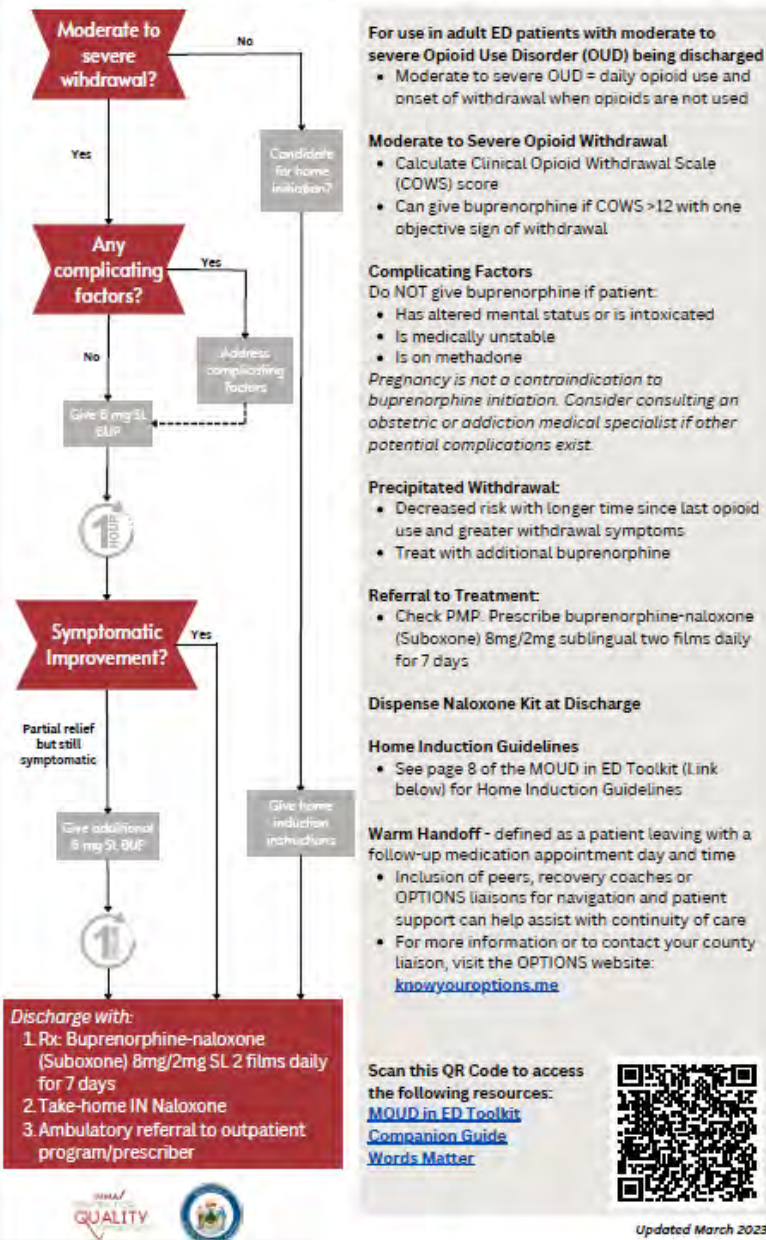 Moderate to
severe
wihdrawal?
No
Yes
Candidate
for home
initiation?
Any
complicating
factors?
Yes
No
Address
complicating
factors
Give 8 mg SL
BUP
1
HOUR
Symptomatic
Improvement?
Yes
Partial relief
but still
symptomatic
Give additional
8 mg SL BUP
Give home
induction
instructions
1
Discharge with:
1. Rx: Buprenorphine-naloxone
(Suboxone) 8mg/2mg SL 2 films daily
for 7 days
2. Take-home IN Naloxone
3. Ambulatory referral to outpatient
program/prescriber
QUALITY
For use in adult ED patients with moderate to
severe Opioid Use Disorder (OUD) being discharged
• Moderate to severe OUD = daily opioid use and
onset of withdrawal when opioids are not used
Moderate to Severe Opioid Withdrawal
• Calculate Clinical Opioid Withdrawal Scale
(COWS) score
• Can give buprenorphine if COWS >12 with one
objective sign of withdrawal
Complicating Factors
Do NOT give buprenorphine if patient:
• Has altered mental status or is intoxicated
• Is medically unstable
• Is on methadone
Pregnancy is not a contraindication to
buprenorphine initiation. Consider consulting an
obstetric or addiction medical specialist if other
potential complications exist.
Precipitated Withdrawal:
• Decreased risk with longer time since last opioid
use and greater withdrawal symptoms
• Treat with additional buprenorphine
Referral to Treatment:
• Check PMP. Prescribe buprenorphine-naloxone
(Suboxone) 8mg/2mg sublingual two films daily
for 7 days
Dispense Naloxone Kit at Discharge
Home Induction Guidelines
• See page 8 of the MOUD in ED Toolkit (Link
below) for Home Induction Guidelines
Warm Handoff - defined as a patient leaving with a
follow-up medication appointment day and time
• Inclusion of peers, recovery coaches or
OPTIONS liaisons for navigation and patient
support can help assist with continuity of care
• For more information or to contact your county
liaison, visit the OPTIONS website:
knowyouroptions.me
Scan this QR Code to access
the following resources:
MOUD in ED Toolkit
Companion Guide
Words Matter
Updated March 2023